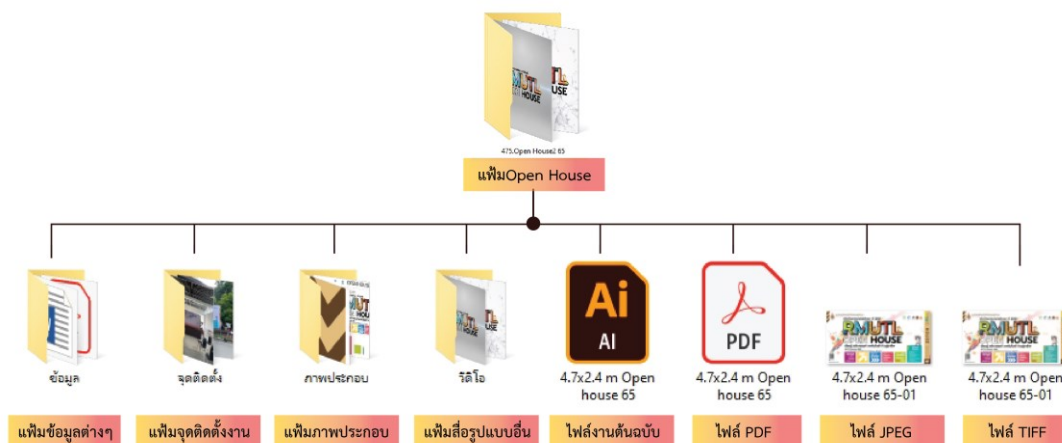 475.Open House2 65
แฟ้มOpen House
ข้อมูล
จุดติดตั้ง
ภาพประกอบ
วีดิโอ
Ai
AI
4.7x2.4 m Open
house 65
PDF
4.7x2.4 m Open
house 65
RMUTL
OPEN HOUSE
4.7x2.4 m Open
house 65-01
RMUTL
OPEN HOUSE
4.7x2.4 m Open
house 65-01
แฟ้มข้อมูลต่างๆ
แฟ้มจุดติดตั้งงาน
แฟ้มภาพประกอบ
แฟ้มสื่อรูปแบบอื่น
ไฟล์งานต้นฉบับ
ไฟล์ PDF
ไฟล์ JPEG
ไฟล์ TIFF